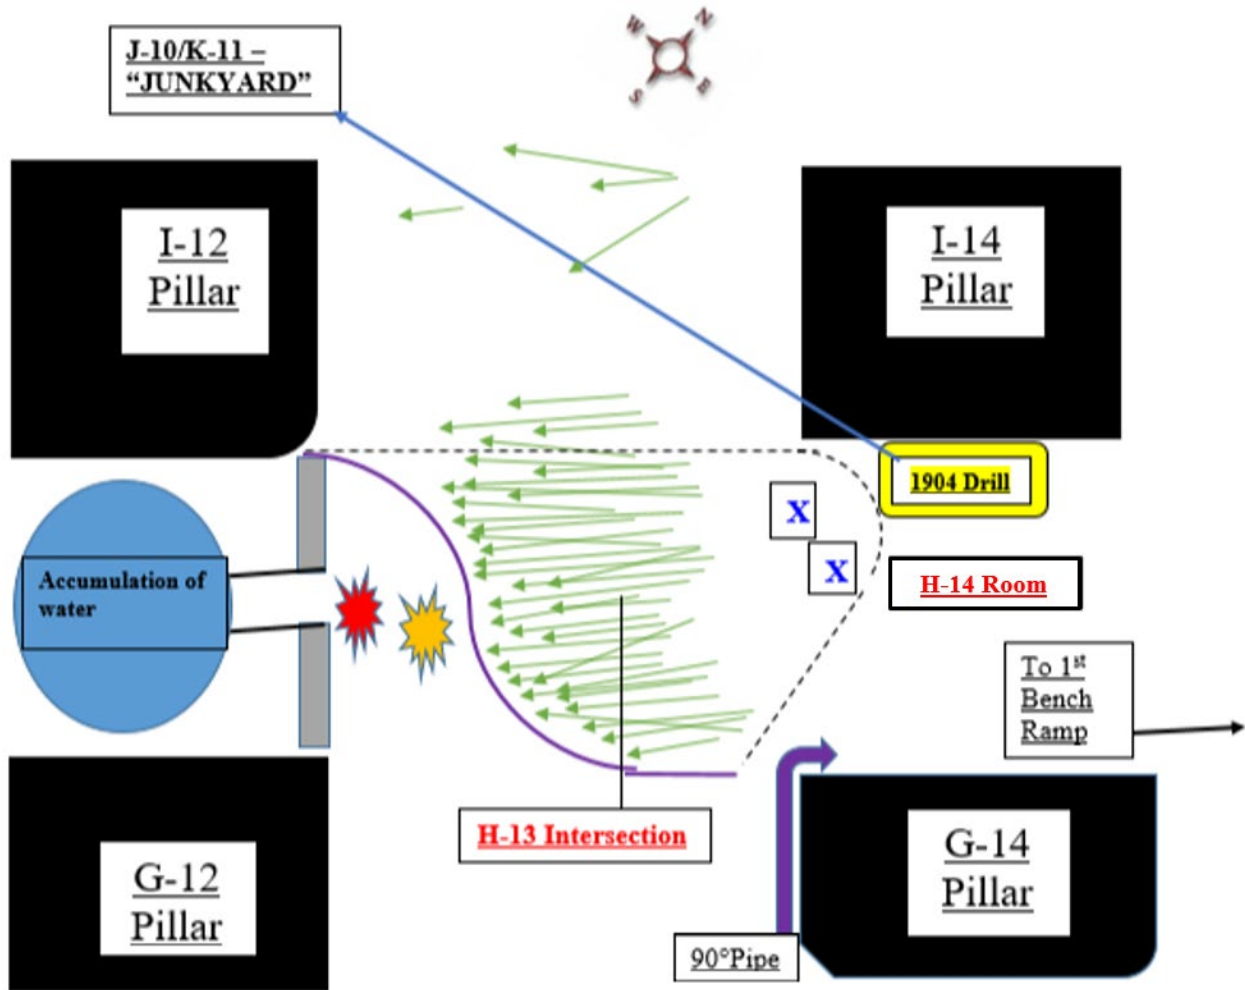 W
N
S
E
J-10/K-11 –
“JUNKYARD”
I-12
Pillar
I-14
Pillar
1904 Drill
X
X
Accumulation of
water
H-14 Room
To 1st
Bench
Ramp
H-13 Intersection
G-12
Pillar
G-14
Pillar
90°Pipe